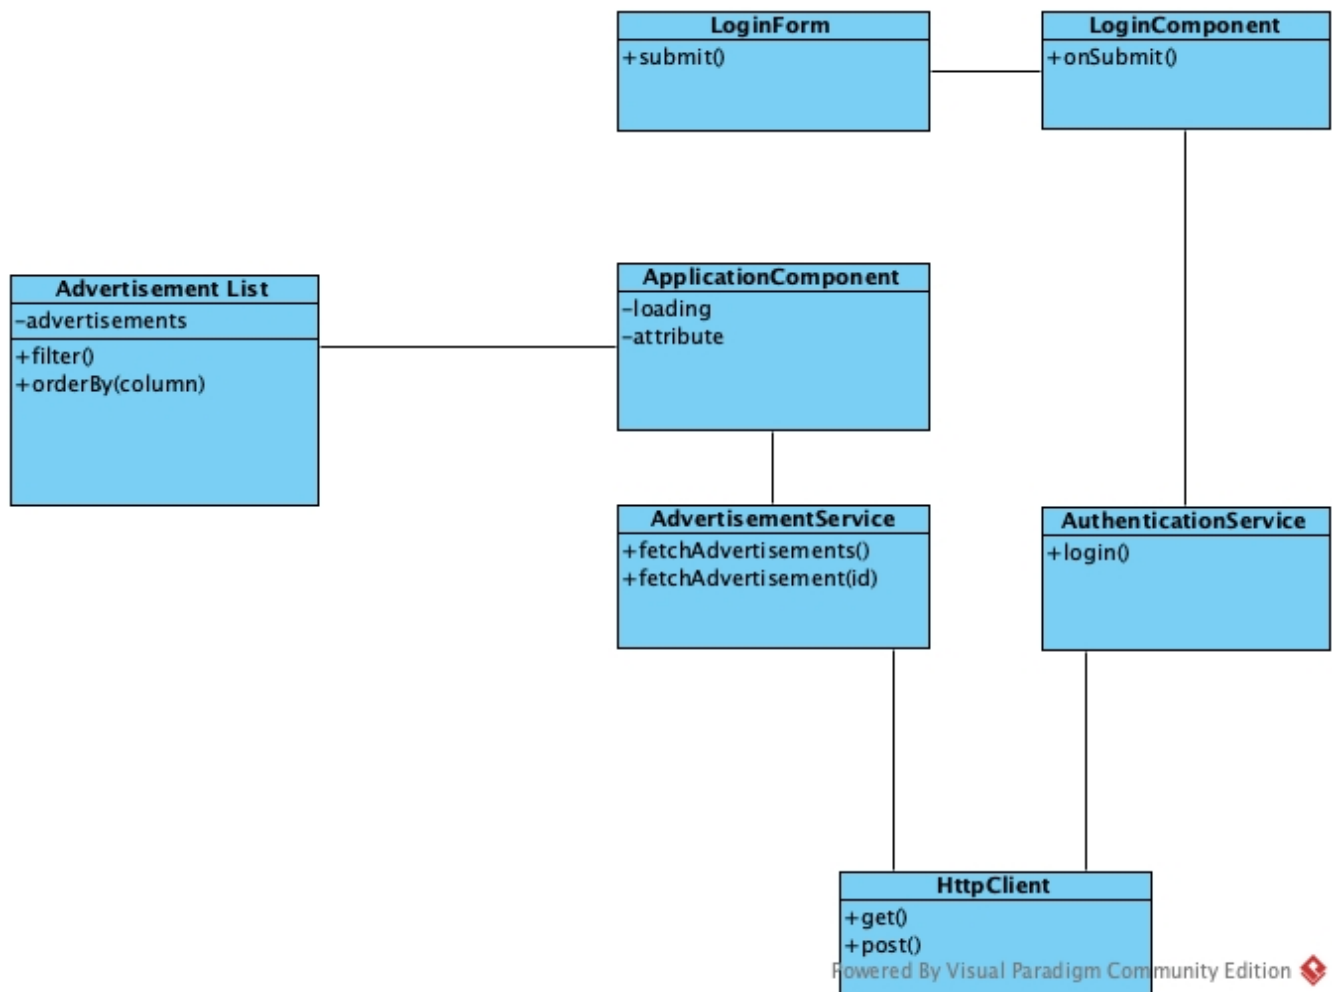 LoginForm
+submit()
LoginComponent
+onSubmit()
Advertisement List
-advertisements
+filter()
+orderBy(column)
ApplicationComponent
-loading
-attribute
AdvertisementService
+fetchAdvertisements()
+fetchAdvertisement(id)
AuthenticationService
+login()
HttpClient
+get()
+post()
Powered By Visual Paradigm Community Edition